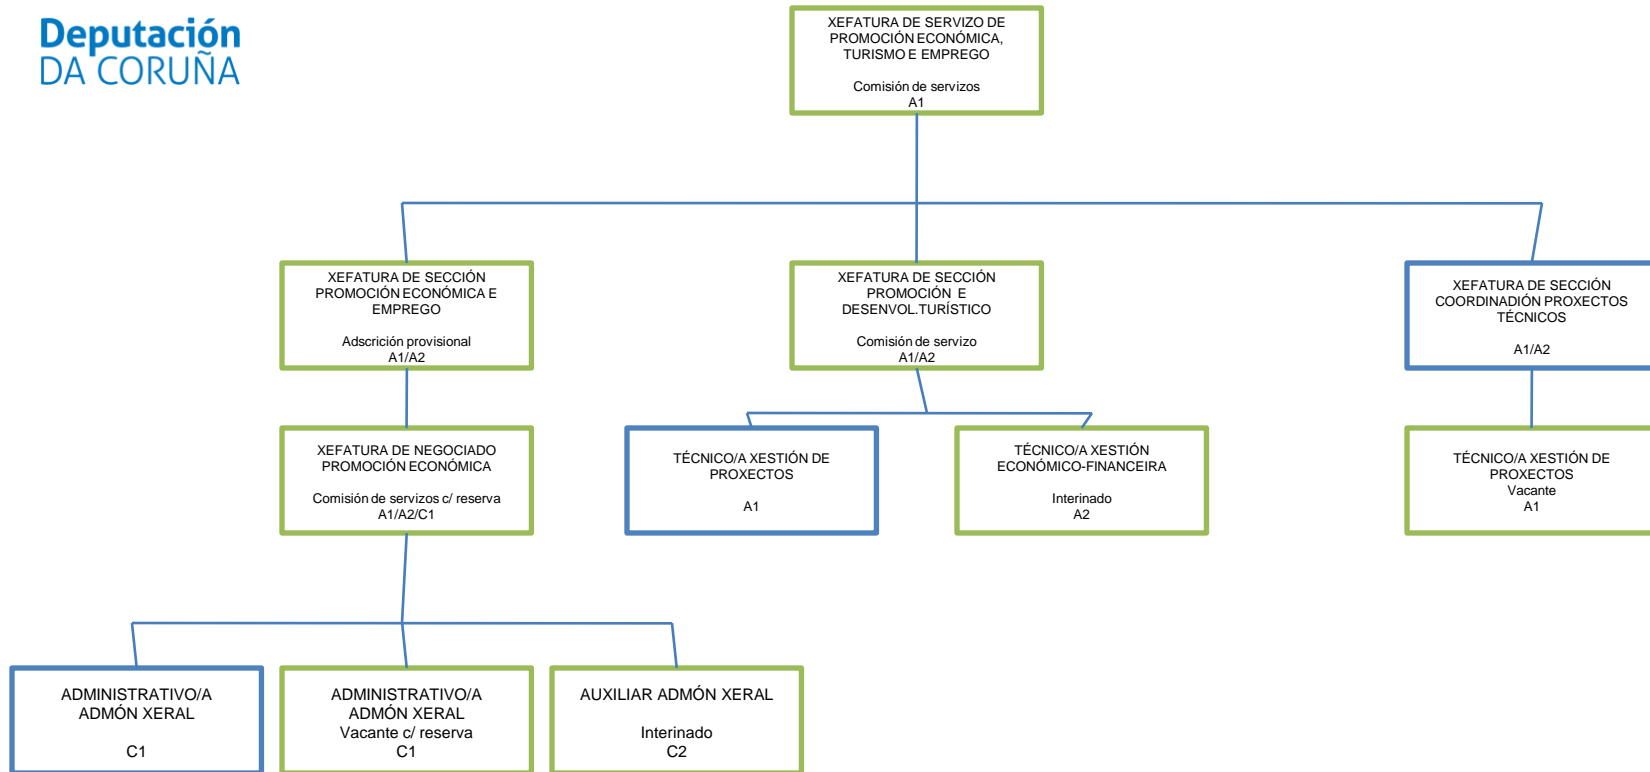 Deputación
DA CORUÑA
XEFATURA DE SERVIZO DE
PROMOCIÓN ECONÓMICA,
TURISMO E EMPREGO
Comisión de servizos
A1
XEFATURA DE SECCIÓN
PROMOCIÓN ECONÓMICA E
EMPREGO
Adscrición provisional
A1/A2
XEFATURA DE SECCIÓN
PROMOCIÓN E
DESENVOL.TURÍSTICO
Comisión de servizo
A1/A2
XEFATURA DE SECCIÓN
COORDINADIÓN PROXECTOS
TÉCNICOS
A1/A2
XEFATURA DE NEGOCIADO
PROMOCIÓN ECONÓMICA
Comisión de servizos c/ reserva
A1/A2/C1
TÉCNICO/A XESTIÓN DE
PROXECTOS
A1
TÉCNICO/A XESTIÓN
ECONÓMICO-FINANCEIRA
Interinado
A2
TÉCNICO/A XESTIÓN DE
PROXECTOS
Vacante
A1
ADMINISTRATIVO/A
ADMÓN XERAL
C1
ADMINISTRATIVO/A
ADMÓN XERAL
Vacante c/ reserva
C1
AUXILIAR ADMÓN XERAL
Interinado
C2